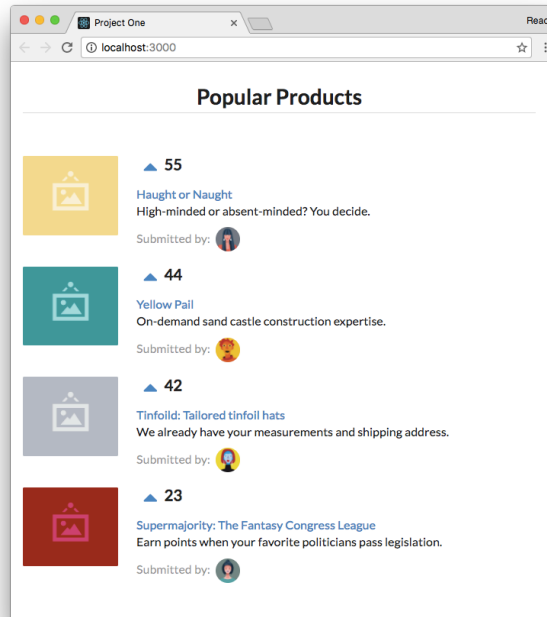 Project One
Read
localhost:3000
Popular Products
55
Haught or Naught
High-minded or absent-minded? You decide.
Submitted by:
44
Yellow Pail
On-demand sand castle construction expertise.
Submitted by:
42
Tinfoild: Tailored tinfoil hats
We already have your measurements and shipping address.
Submitted by:
23
Supermajority: The Fantasy Congress League
Earn points when your favorite politicians pass legislation.
Submitted by: